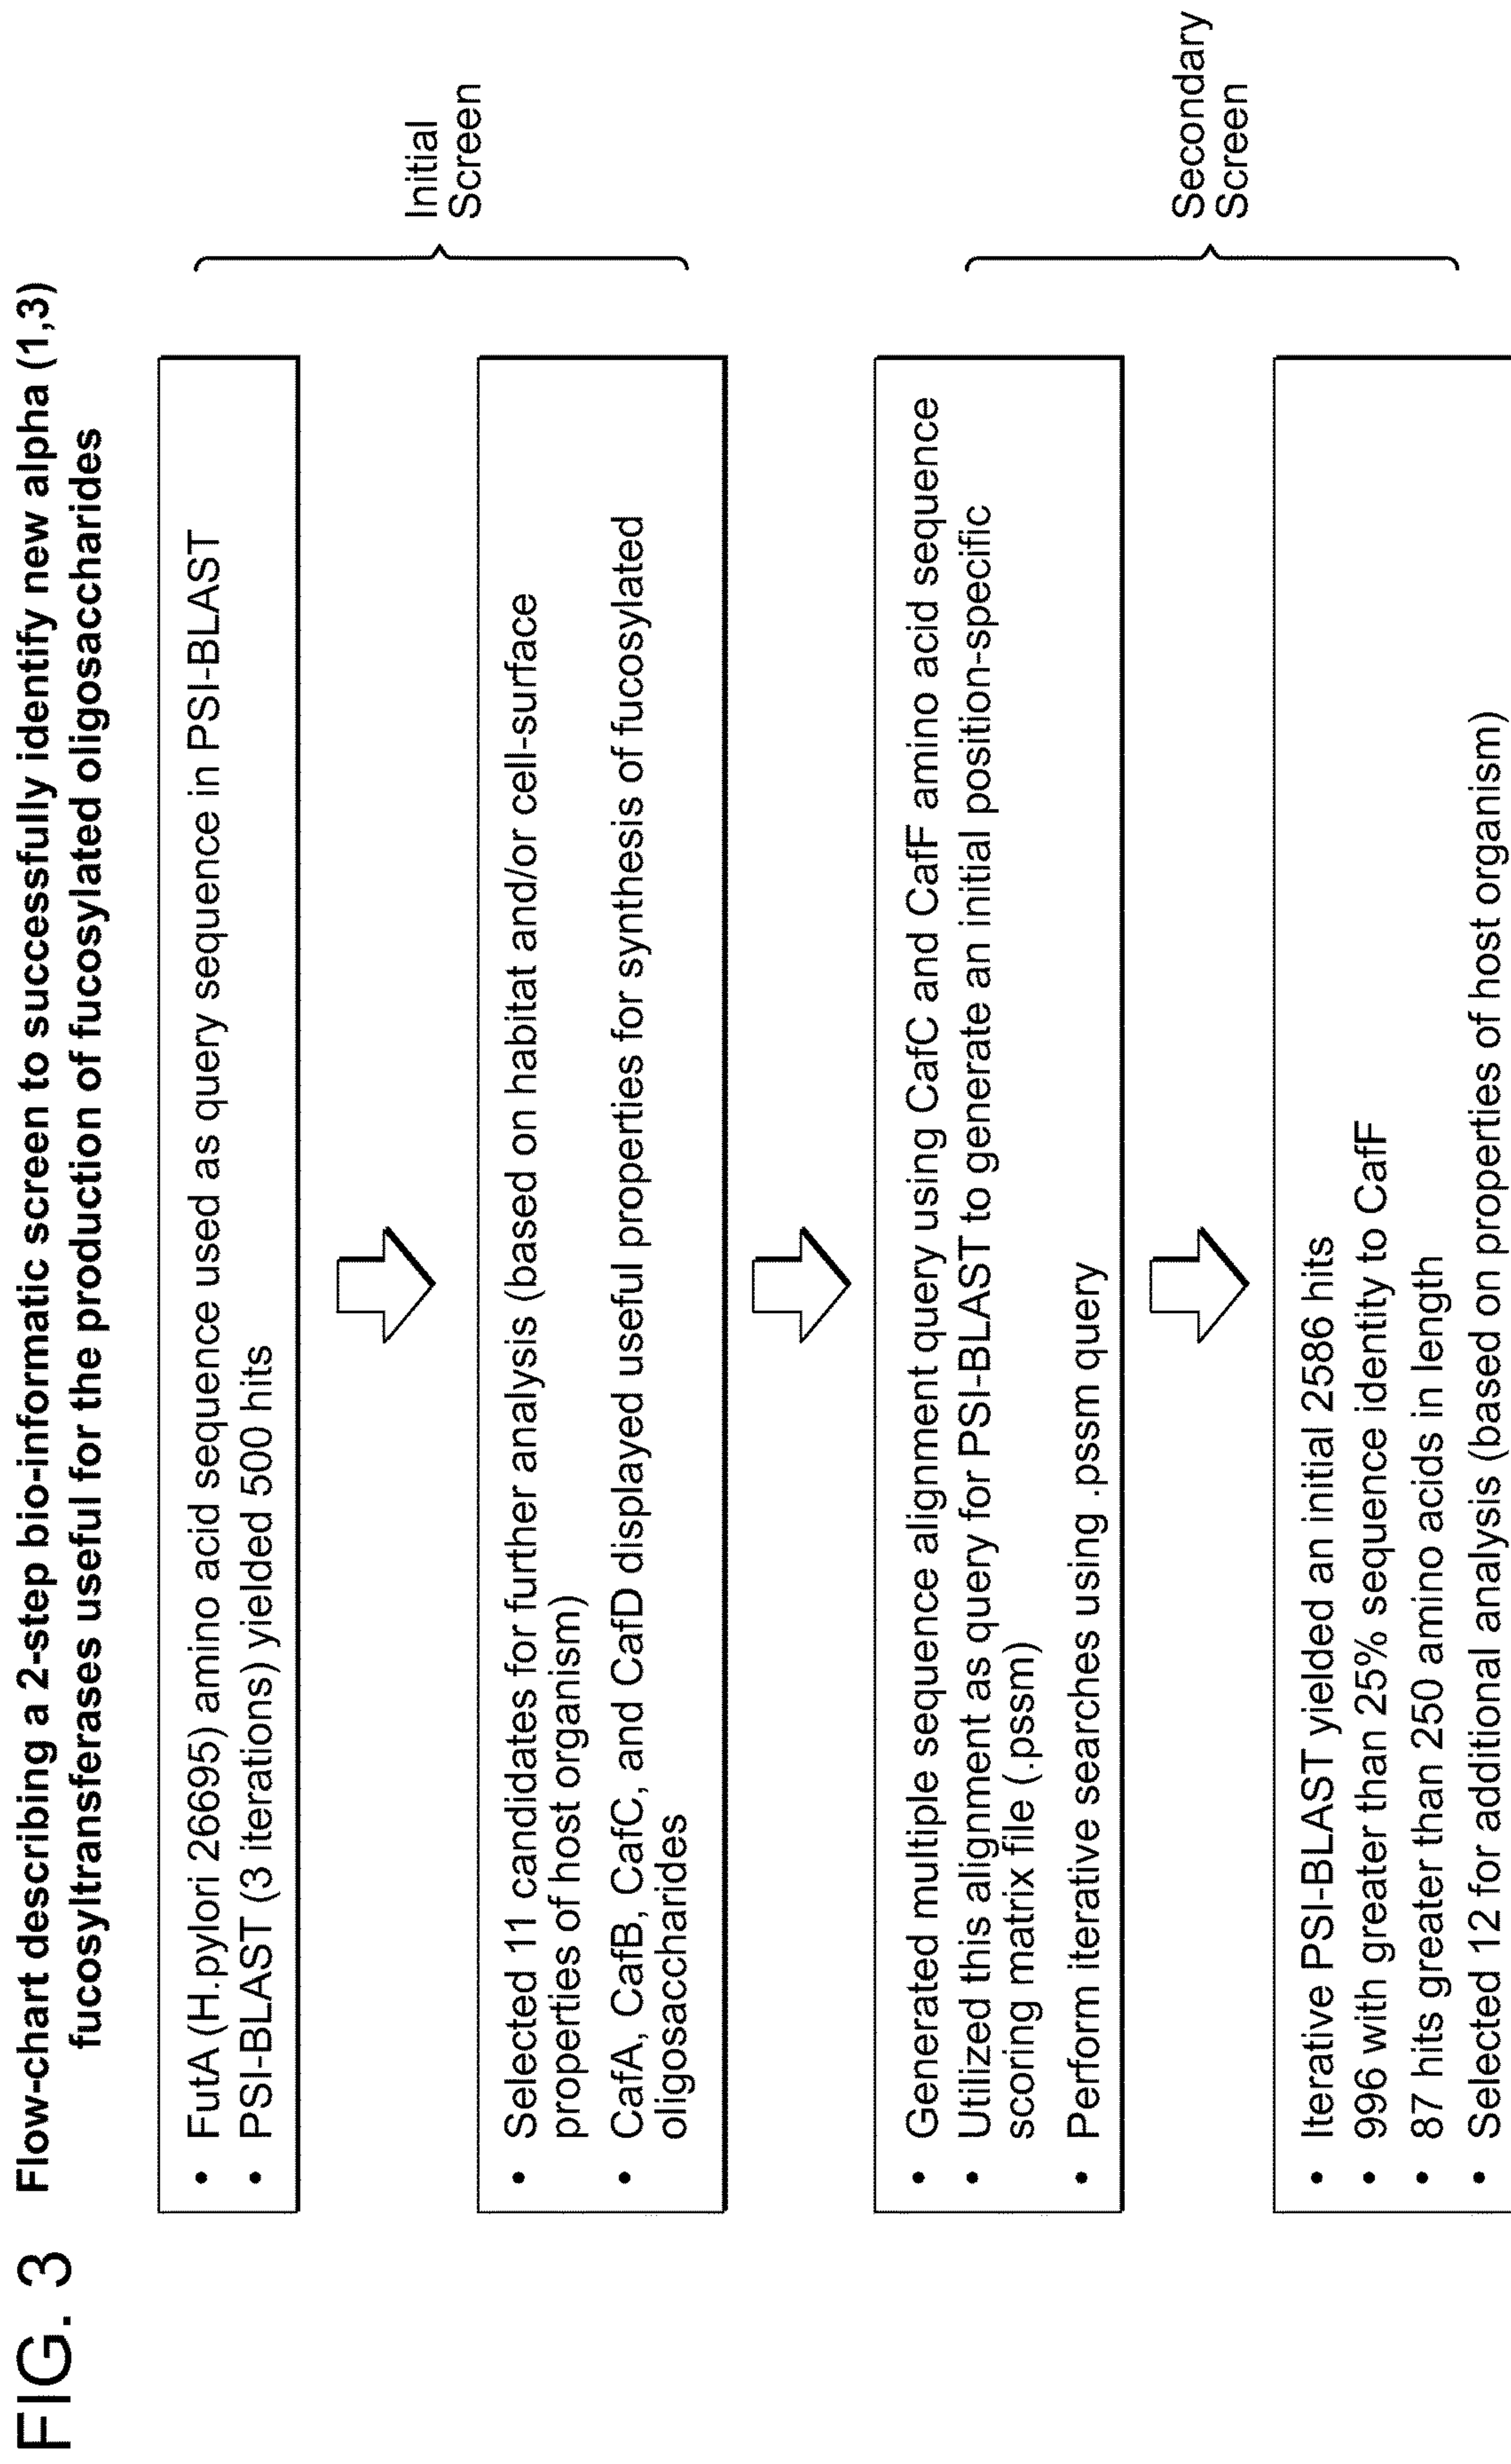 FIG. 3 Flow-chart describing a 2-step bio-informatic screen to successfully identify new alpha (1,3)
fucosyltransferases useful for the production of fucosylated oligosaccharides
• FutA (H.pylori 26695) amino acid sequence used as query sequence in PSI-BLAST
• PSI-BLAST (3 iterations) yielded 500 hits
• Selected 11 candidates for further analysis (based on habitat and/or cell-surface
properties of host organism)
• CafA, CafB, CafC, and CafD displayed useful properties for synthesis of fucosylated
oligosaccharides
Initial
Screen
• Generated multiple sequence alignment query using CafC and CafF amino acid sequence
• Utilized this alignment as query for PSI-BLAST to generate an initial position-specific
scoring matrix file (.pssm)
• Perform iterative searches using .pssm query
• Iterative PSI-BLAST yielded an initial 2586 hits
• 996 with greater than 25% sequence identity to CafF
• 87 hits greater than 250 amino acids in length
• Selected 12 for additional analysis (based on properties of host organism)
Secondary
Screen